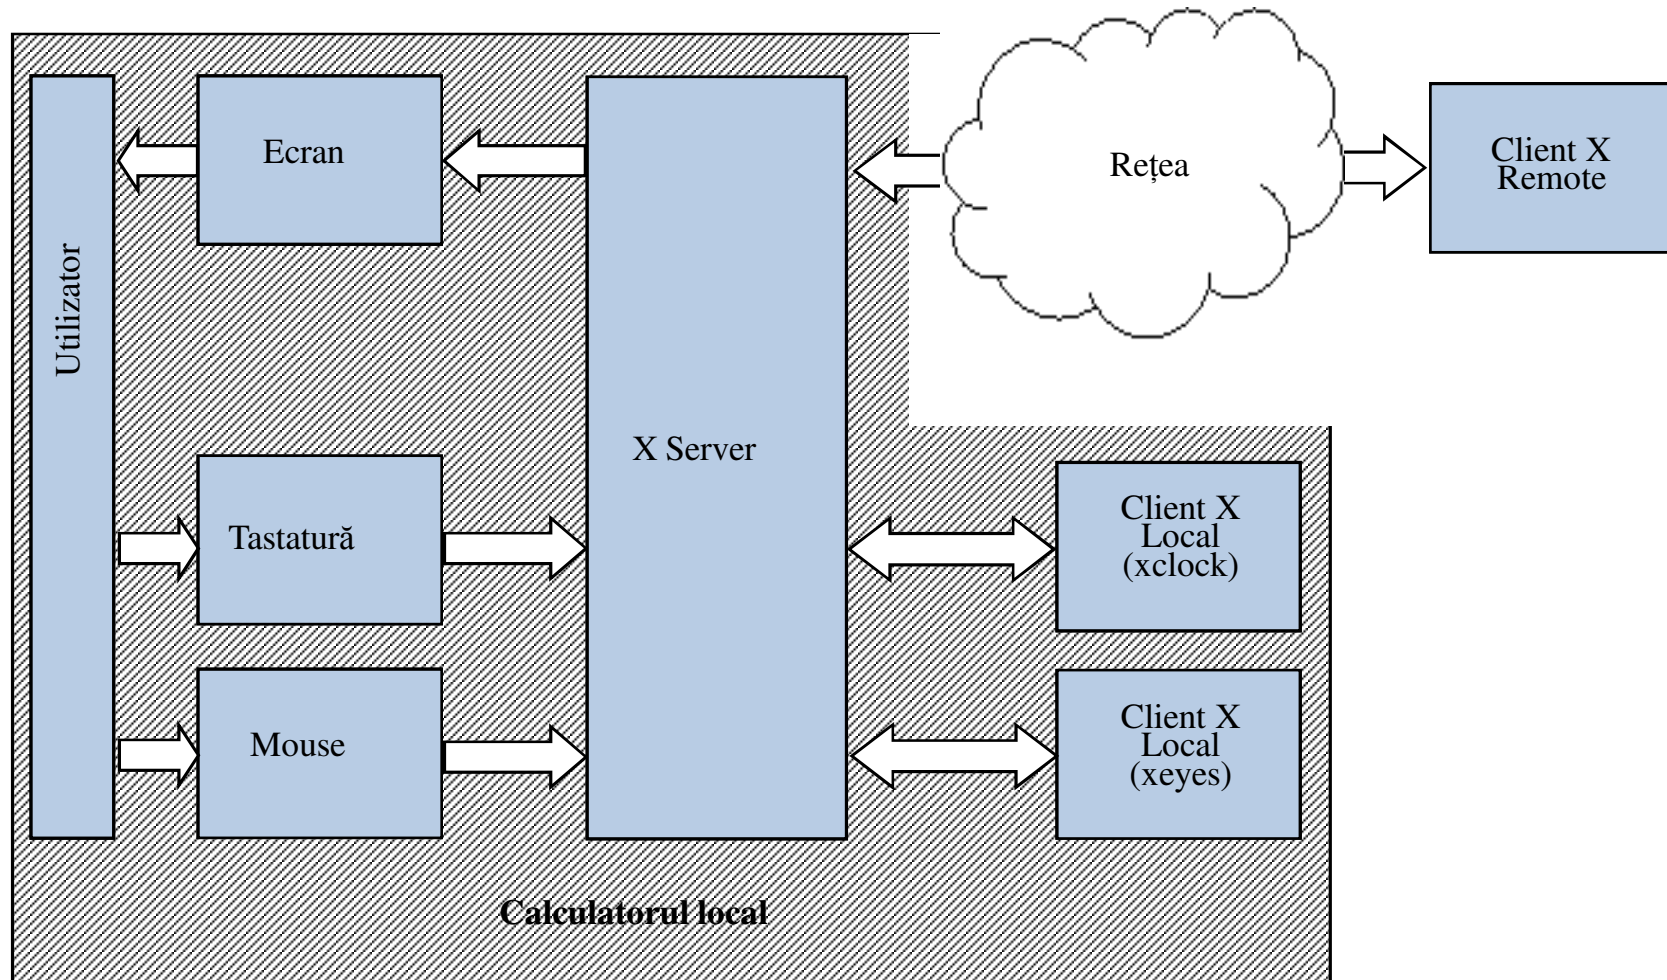 Ecran
Rețea
Client X
Remote
Utilizator
X Server
Tastatură
Client X
Local
(xclock)
Mouse
Client X
Local
(xeyes)
Calculatorul local